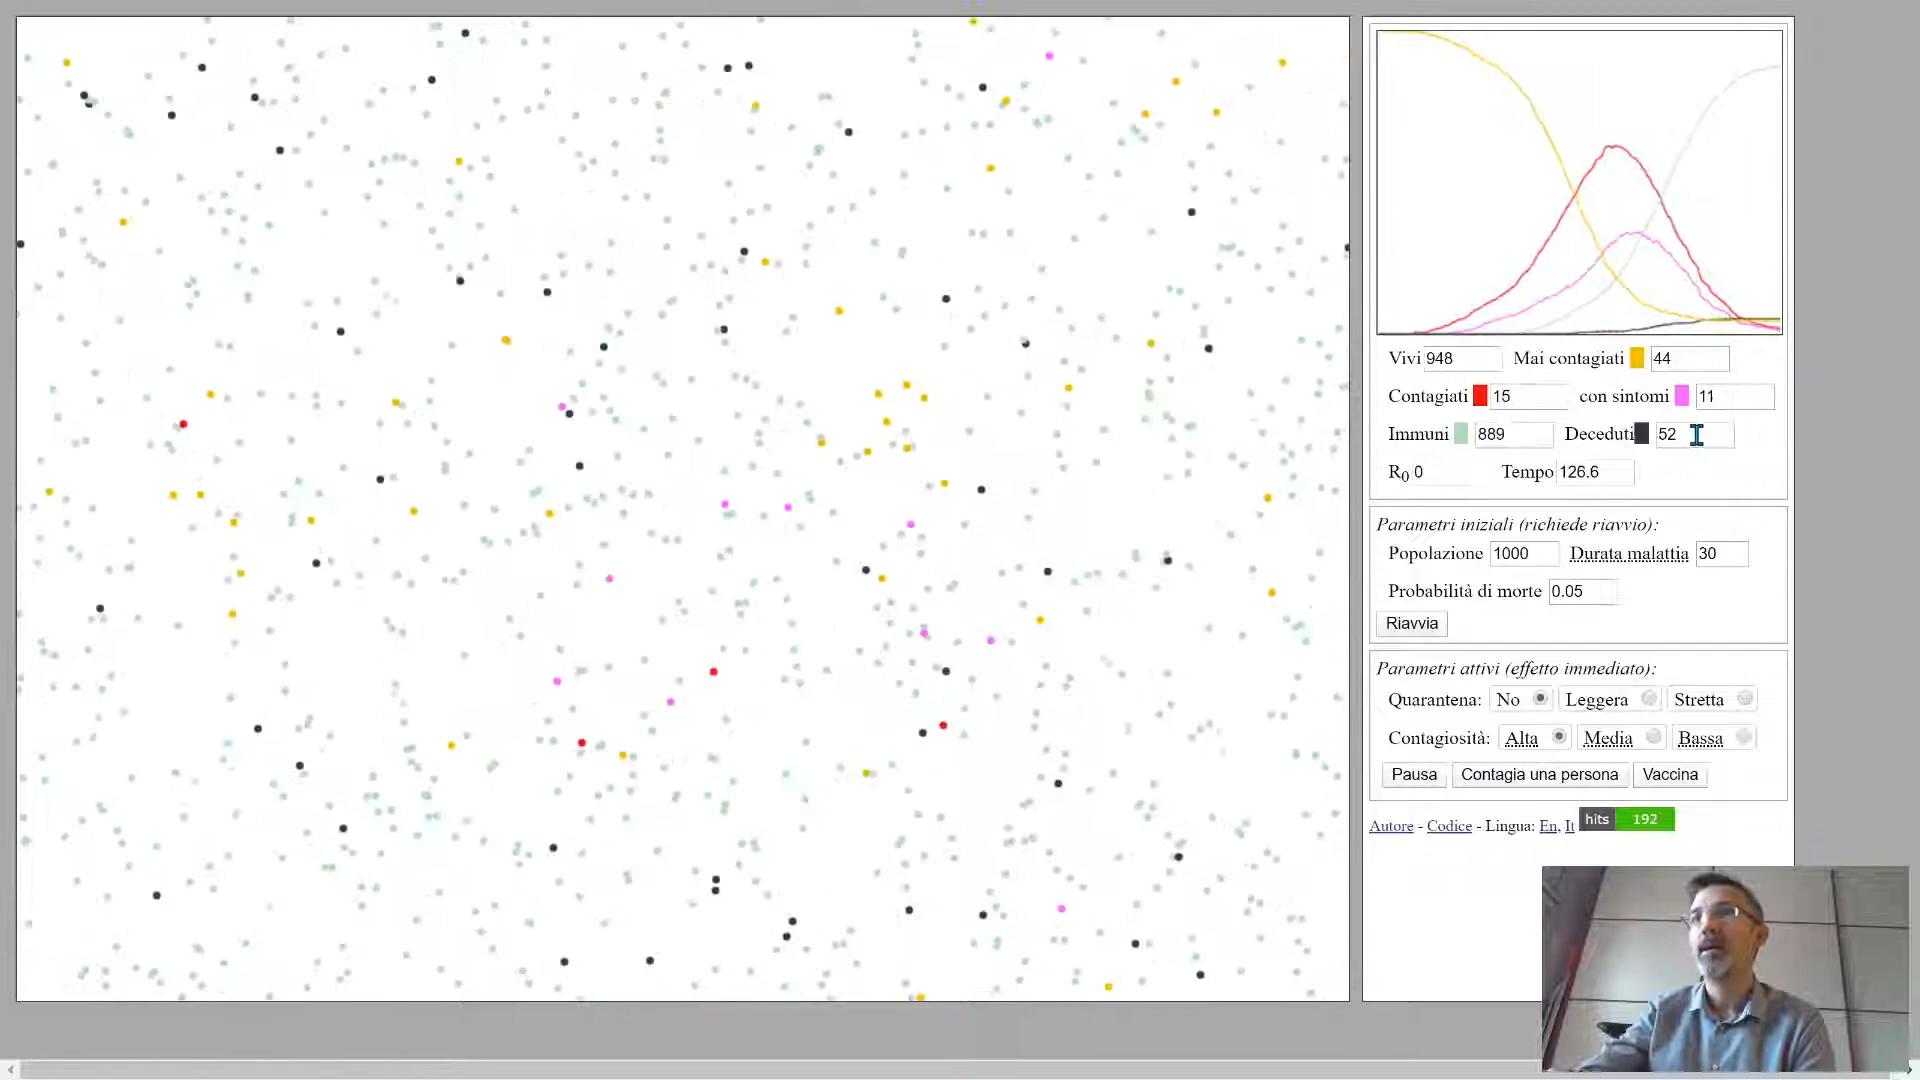 Vivi 948 Mai contagiati 44
Contagiati 15 con sintomi 11
Immuni 889 Deceduti 52
R0 0 Tempo 126.6
Parametri iniziali (richiede riavvio):
Popolazione 1000 Durata malattia 30
Probabilità di morte 0.05
Riavvia
Parametri attivi (effetto immediato):
Quarantena: No Leggera Stretta
Contagiosità: Alta Media Bassa
Pausa Contagia una persona Vaccina
Autore - Codice - Lingua: En, It hits 192